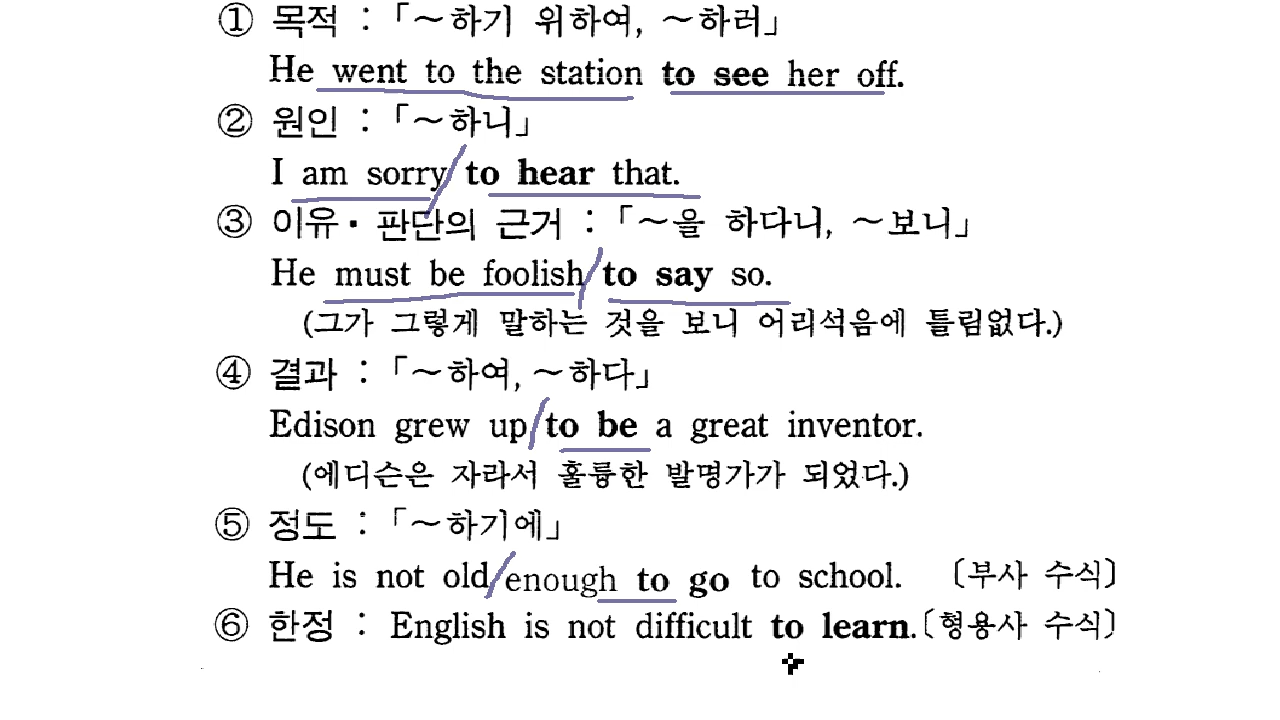 ① 목적 : 「～하기 위하여, ～하러」
He went to the station to see her off.
② 원인 : 「～하니」
I am sorry to hear that.
③ 이유·판단의 근거 : 「～을 하다니, ～보니」
He must be foolish to say so.
(그가 그렇게 말하는 것을 보니 어리석음에 틀림없다.)
④ 결과 : 「～하여, ～하다」
Edison grew up to be a great inventor.
(에디슨은 자라서 훌륭한 발명가가 되었다.)
⑤ 정도 : 「～하기에」
He is not old enough to go to school. 〔부사 수식〕
⑥ 한정 : English is not difficult to learn.〔형용사 수식〕